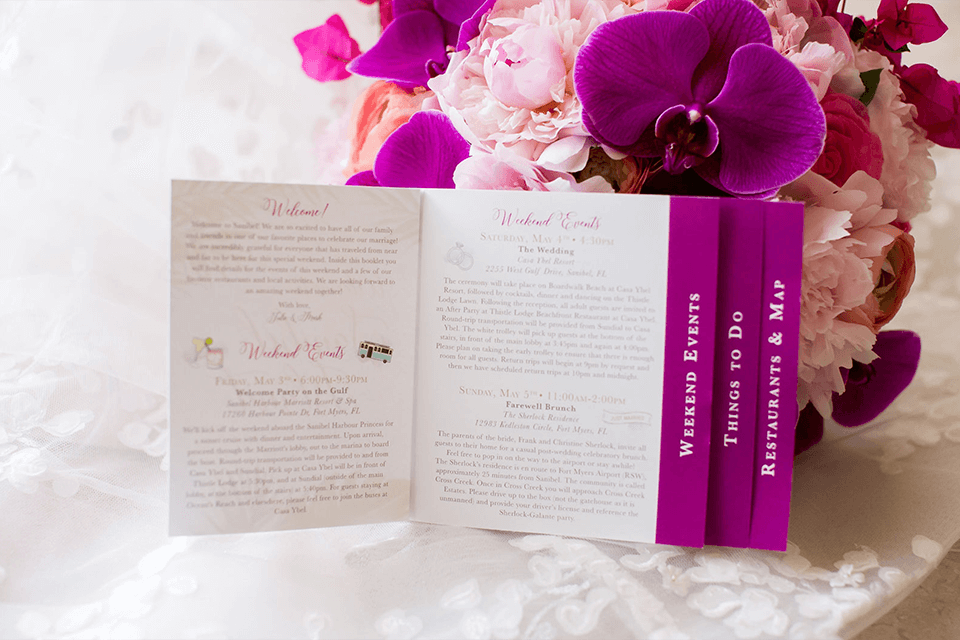 Welcome!
Welcome to Sanibel! We are so excited to have all of our family
and friends in one of our favorite places to celebrate our marriage!
We are incredibly grateful for everyone that has traveled from near
and far to be here for this special weekend. Inside this booklet you
will find details for the events of this weekend and a few of our
favorite restaurants and local activities. We are looking forward to
an amazing weekend together!
With love,
Weekend Events
Friday, May 3rd • 6:00pm-9:30pm
Welcome Party on the Gulf
Sanibel Harbour Marriott Resort & Spa
17260 Harbour Pointe Dr, Fort Myers, FL
We'll kick off the weekend aboard the Sanibel Harbour Princess for
a sunset cruise with dinner and entertainment. Upon arrival,
proceed through the Marriott's lobby, out to the marina to board
the boat. Round-trip transportation will be provided to and from
Casa Ybel and Sundial. Pick up at Casa Ybel will be in front of
Thistle Lodge at 5:30pm, and at Sundial outside of the main
lobby, at the bottom of the stairs, at 5:40pm. For guests staying
at Ocean's Reach and elsewhere, please feel free to join the buses at
Casa Ybel.
Weekend Events
Saturday, May 4th • 4:30pm
The Wedding
Casa Ybel Resort
2255 West Gulf Drive, Sanibel, FL
The ceremony will take place on Boardwalk Beach at Casa Ybel
Resort, followed by cocktails, dinner and dancing on the Thistle
Lodge Lawn. Following the reception, all adult guests are invited to
an After Party at Thistle Lodge Beachfront Restaurant at Casa
Ybel. Round-trip transportation will be provided from Sundial to Casa
Ybel. The white trolley will pick up guests at the bottom of the
stairs, in front of the main lobby at 3:45pm and again at 4:00pm.
Please plan on taking the early trolley to ensure that there is enough
room for all guests. Return trips will begin at 9pm by request and
then we have scheduled return trips at 10pm and midnight.
Sunday, May 5th • 11:00am-2:00pm
Farewell Brunch
The Sherlock Residence
12983 Kedleston Circle, Fort Myers, FL
JUST MARRIED
The parents of the bride, Frank and Christine Sherlock, invite all
guests to their home for a casual post-wedding celebratory brunch.
Feel free to pop in on the way to the airport or stay awhile!
The Sherlock's residence is en route to Fort Myers Airport (RSW),
approximately 25 minutes from Sanibel. The community is called
Cross Creek. Once in Cross Creek you will approach Cross Creek
Estates. Please drive up to the box (not the gatehouse as it is
unmanned) and provide your driver's license and reference the
Sherlock-Galante party.
Weekend Events
Things to Do
Restaurants & Map